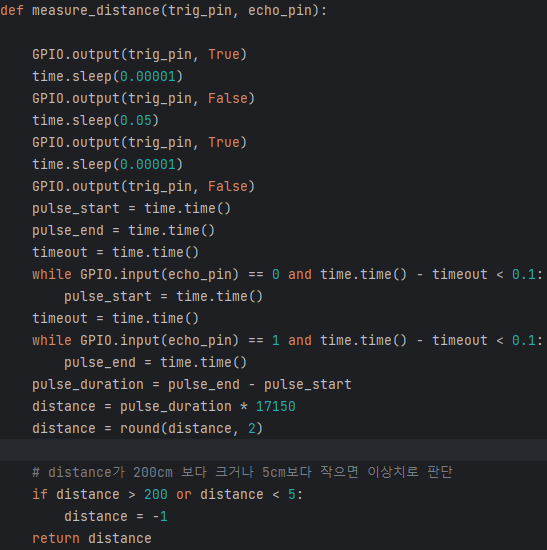 def measure_distance(trig_pin, echo_pin):

    GPIO.output(trig_pin, True)
    time.sleep(0.00001)
    GPIO.output(trig_pin, False)
    time.sleep(0.05)
    GPIO.output(trig_pin, True)
    time.sleep(0.00001)
    GPIO.output(trig_pin, False)
    pulse_start = time.time()
    pulse_end = time.time()
    timeout = time.time()
    while GPIO.input(echo_pin) == 0 and time.time() - timeout < 0.1:
        pulse_start = time.time()
    timeout = time.time()
    while GPIO.input(echo_pin) == 1 and time.time() - timeout < 0.1:
        pulse_end = time.time()
    pulse_duration = pulse_end - pulse_start
    distance = pulse_duration * 17150
    distance = round(distance, 2)

    # distance가 200cm 보다 크거나 5cm보다 작으면 이상치로 판단
    if distance > 200 or distance < 5:
        distance = -1
    return distance